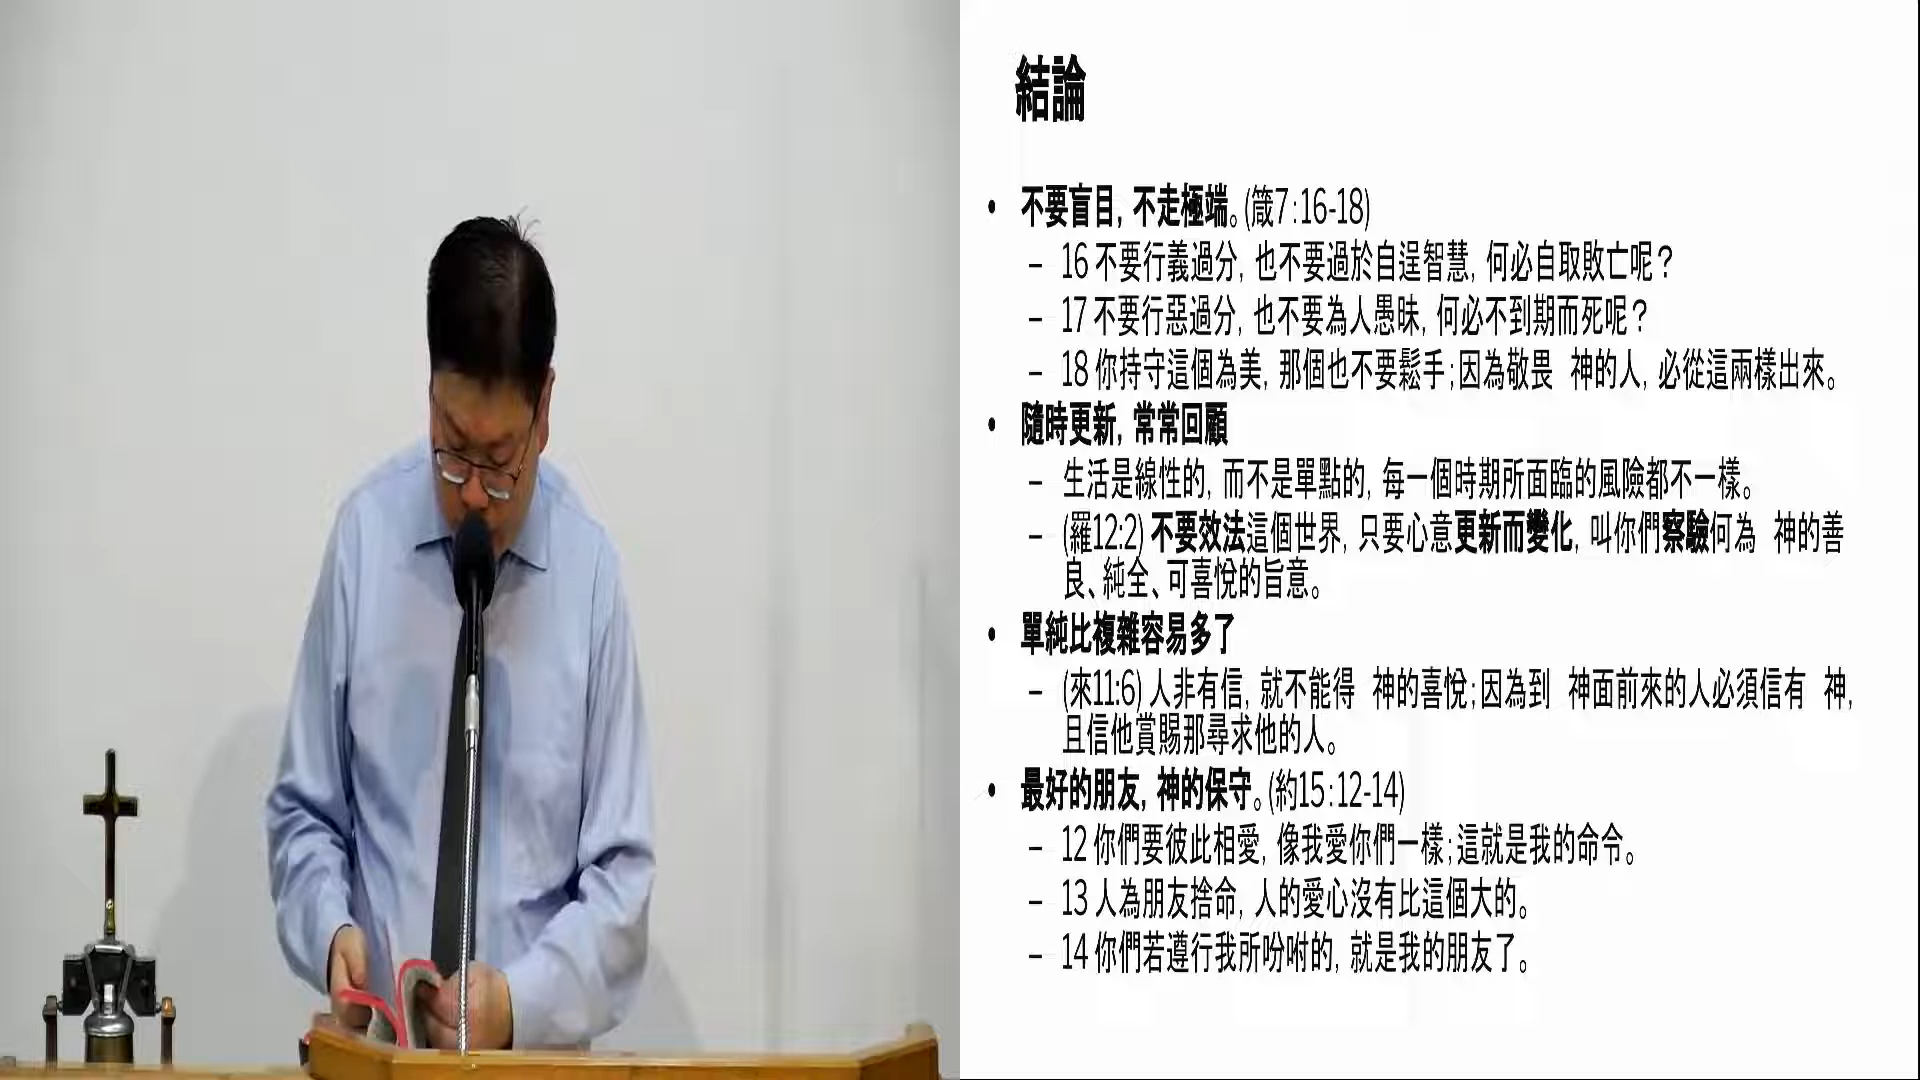 結論
• 不要盲目, 不走極端。(箴7:16-18)
– 16 不要行義過分, 也不要過於自逞智慧, 何必自取敗亡呢？
– 17 不要行惡過分, 也不要為人愚昧, 何必不到期而死呢？
– 18 你持守這個為美, 那個也不要鬆手;因為敬畏 神的人, 必從這兩樣出來。
• 隨時更新, 常常回顧
– 生活是線性的, 而不是單點的, 每一個時期所面臨的風險都不一樣。
– (羅12:2) 不要效法這個世界, 只要心意更新而變化, 叫你們察驗何為 神的善
良、純全、可喜悅的旨意。
• 單純比複雜容易多了
– (來11:6) 人非有信, 就不能得 神的喜悅;因為到 神面前來的人必須信有 神,
且信他賞賜那尋求他的人。
• 最好的朋友, 神的保守。(約15:12-14)
– 12 你們要彼此相愛, 像我愛你們一樣;這就是我的命令。
– 13 人為朋友捨命, 人的愛心沒有比這個大的。
– 14 你們若遵行我所吩咐的, 就是我的朋友了。